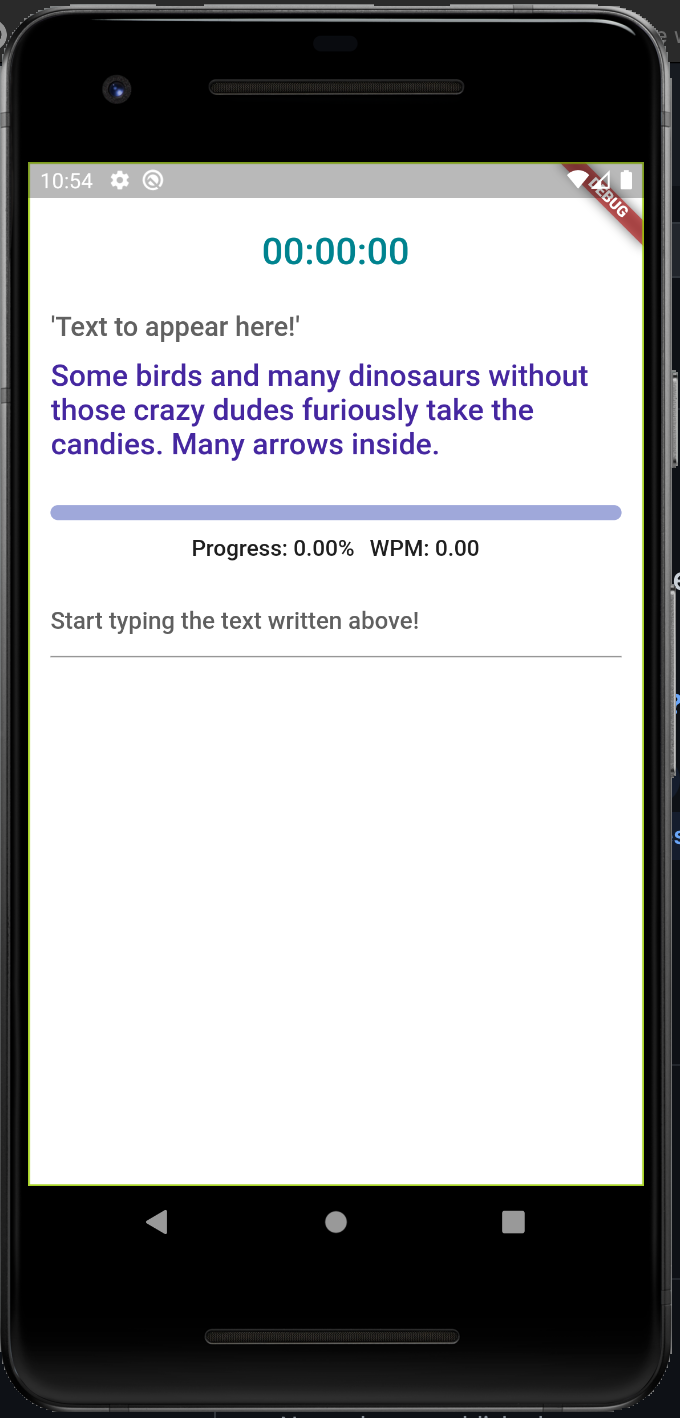 10:54
DEBUG
00:00:00
'Text to appear here!'
Some birds and many dinosaurs without
those crazy dudes furiously take the
candies. Many arrows inside.
Progress: 0.00% WPM: 0.00
Start typing the text written above!